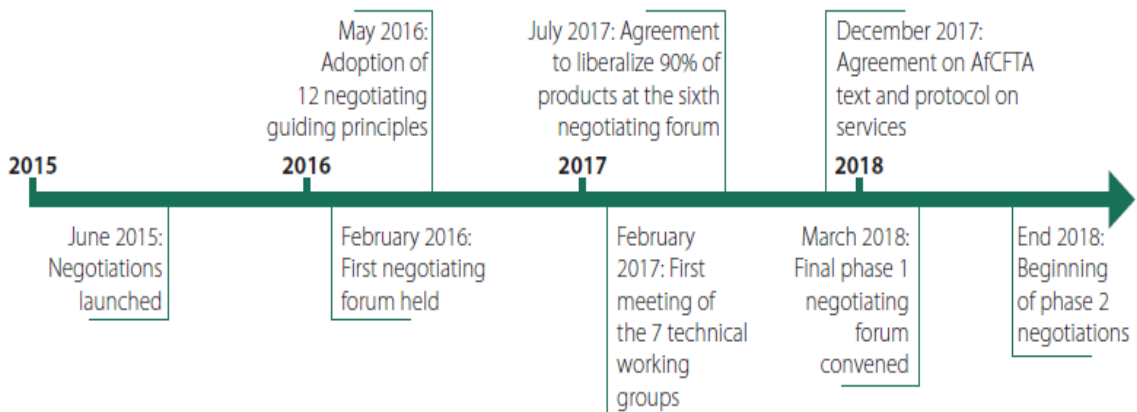 May 2016:
Adoption of
12 negotiating
guiding principles
July 2017: Agreement
to liberalize 90% of
products at the sixth
negotiating forum
December 2017:
Agreement on AfCFTA
text and protocol on
services
2015
2016
2017
2018
June 2015:
Negotiations
launched
February 2016:
First negotiating
forum held
February
2017: First
meeting of
the 7 technical
working
groups
March 2018:
Final phase 1
negotiating
forum
convened
End 2018:
Beginning
of phase 2
negotiations